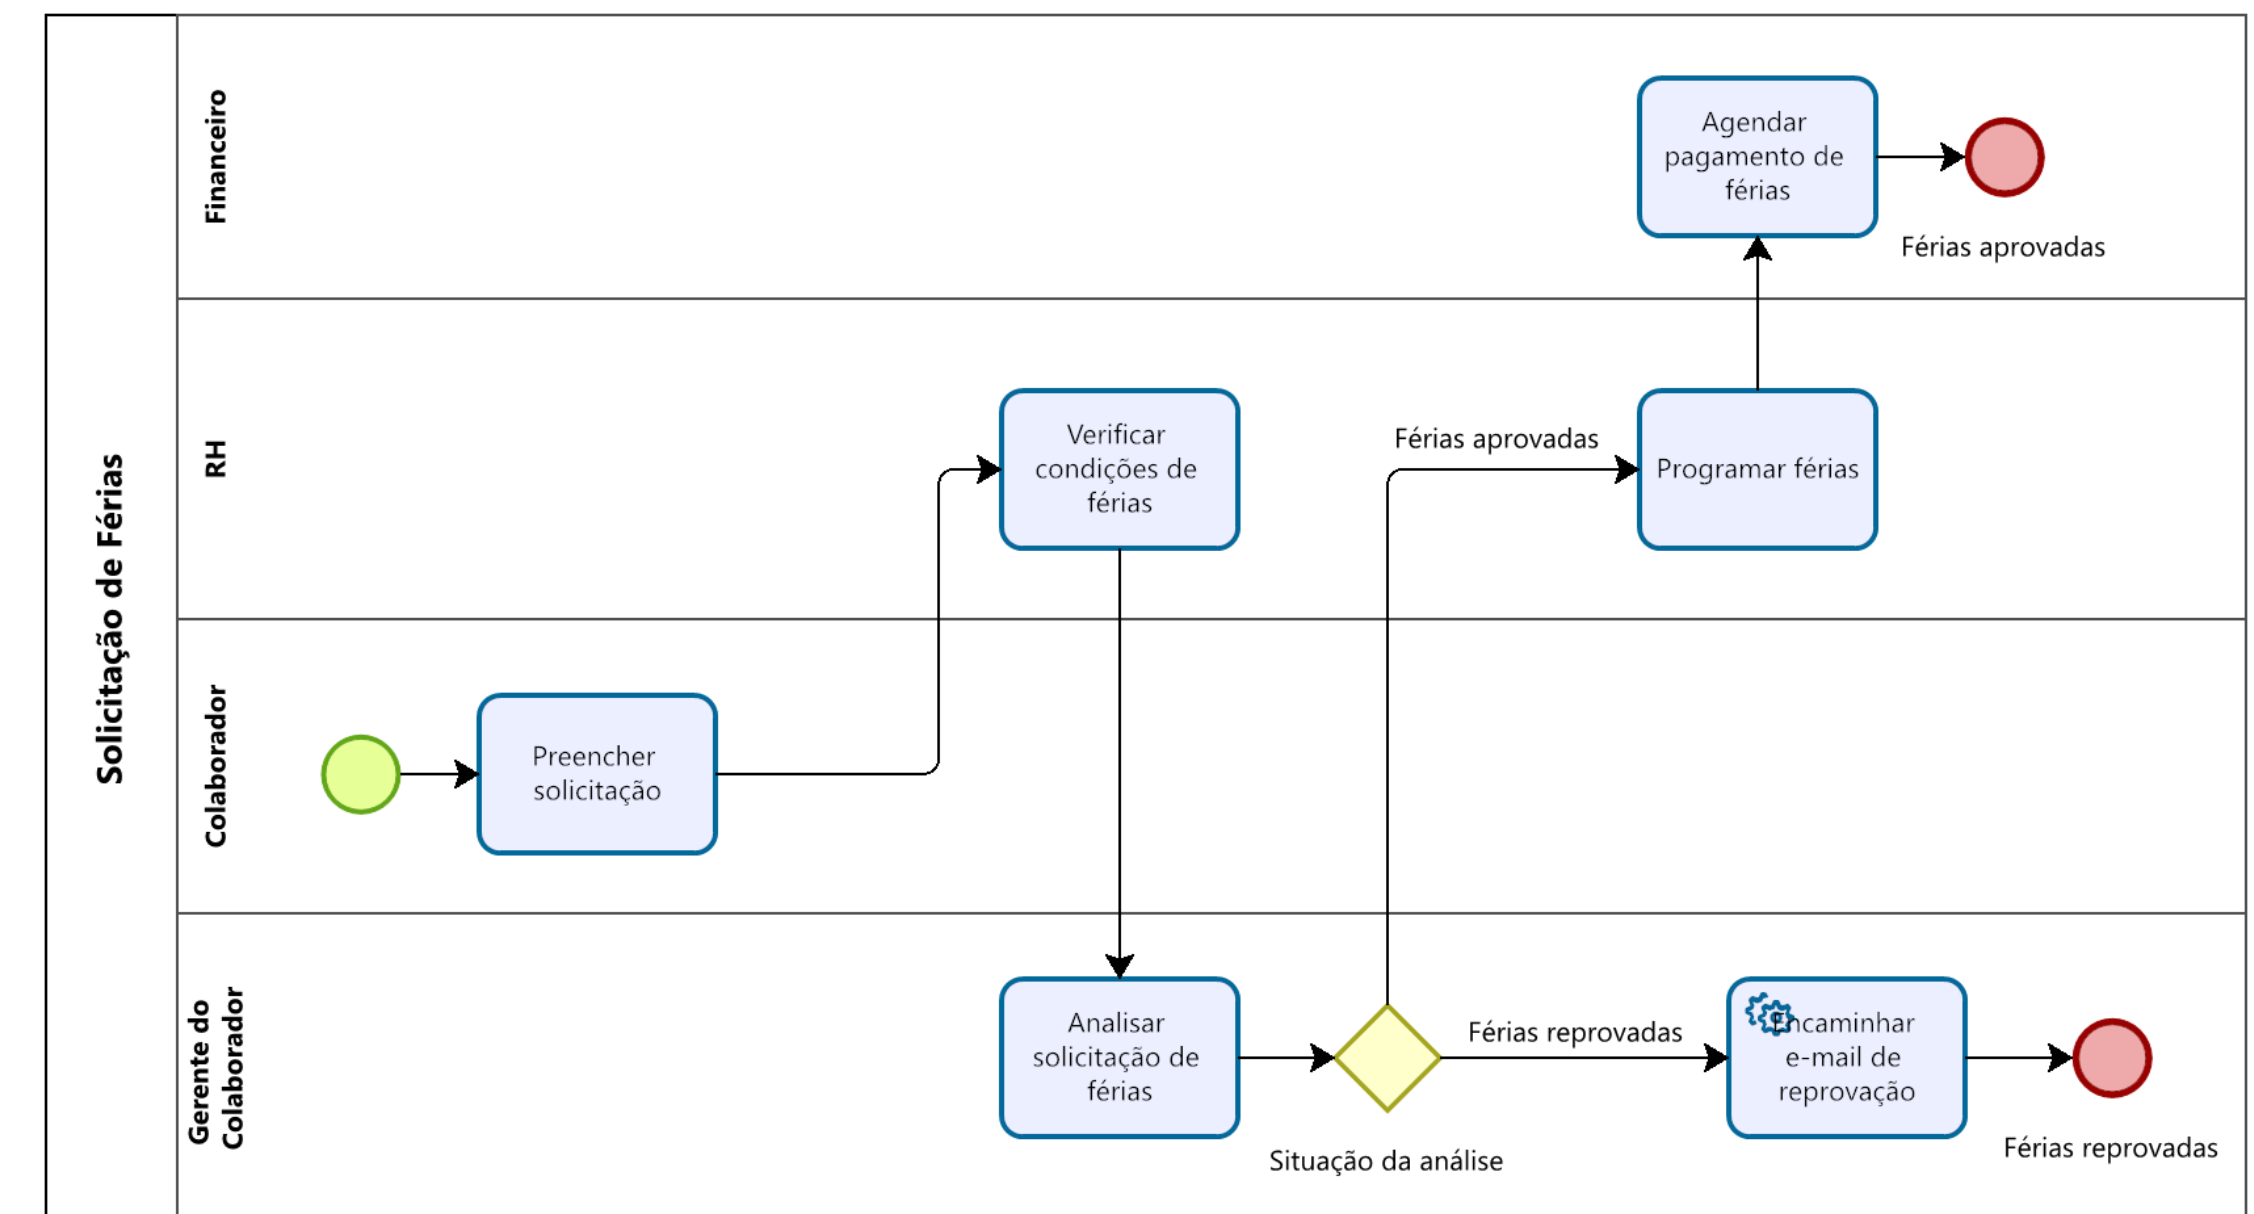 Solicitação de Férias
Financeiro
Agendar
pagamento de
férias
Férias aprovadas
RH
Verificar
condições de
férias
Férias aprovadas
Programar férias
Colaborador
Preencher
solicitação
Gerente do
Colaborador
Analisar
solicitação de
férias
Situação da análise
Férias reprovadas
Encaminhar
e-mail de
reprovação
Férias reprovadas